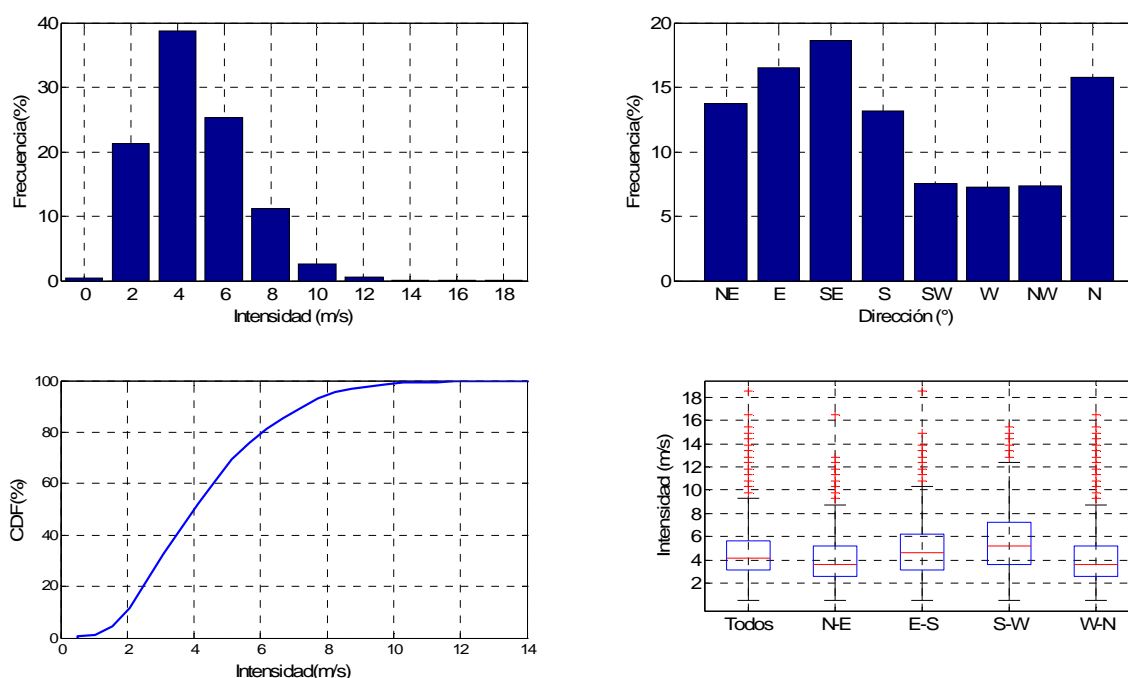 Frecuencia(%)
40
30
20
10
0
0 2 4 6 8 10 12 14 16 18
Intensidad (m/s)
Frecuencia(%)
20
15
10
5
0
NE E SE S SW W NW N
Dirección (°)
CDF(%)
100
80
60
40
20
0
0 2 4 6 8 10 12 14
Intensidad(m/s)
Intensidad (m/s)
18
16
14
12
10
8
6
4
2
Todos N-E E-S S-W W-N